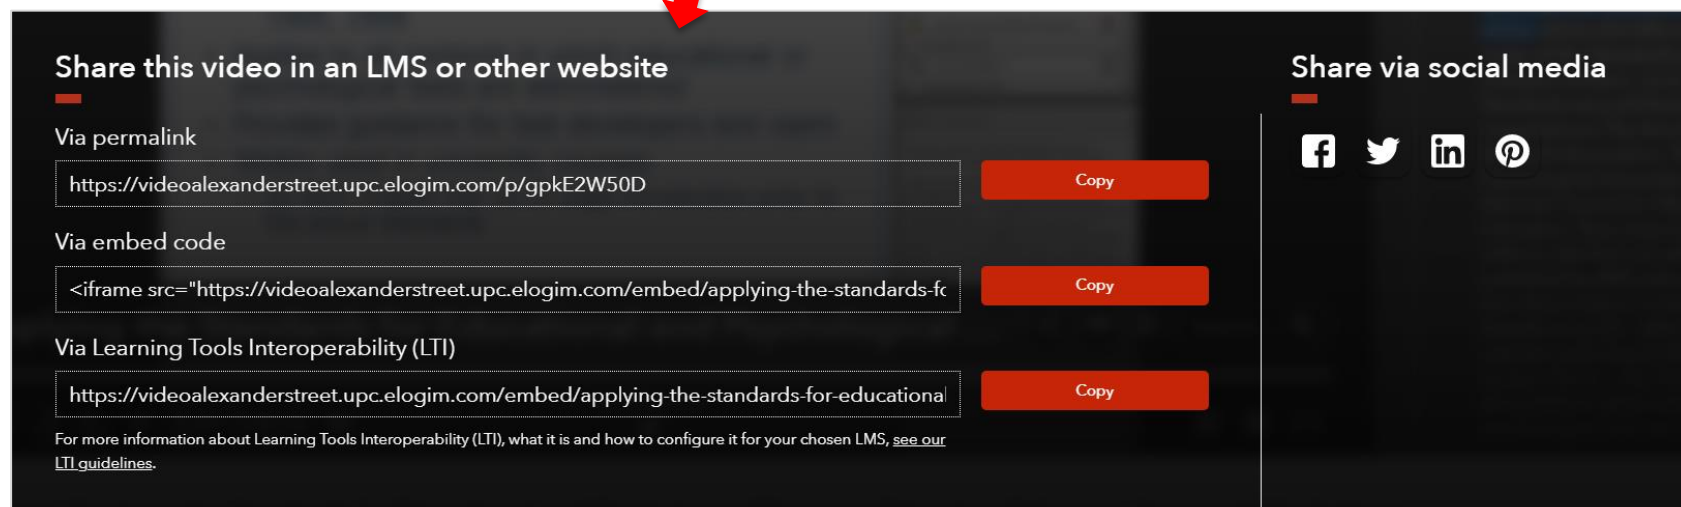 Share this video in an LMS or other website
Via permalink
https://videoalexanderstreet.upc.elogim.com/p/gpkE2W50D
Copy
Via embed code
<iframe src="https://videoalexanderstreet.upc.elogim.com/embed/applying-the-standards-fo
Copy
Via Learning Tools Interoperability (LTI)
https://videoalexanderstreet.upc.elogim.com/embed/applying-the-standards-for-educational
Copy
For more information about Learning Tools Interoperability (LTI), what it is and how to configure it for your chosen LMS, see our
LTI guidelines.
Share via social media